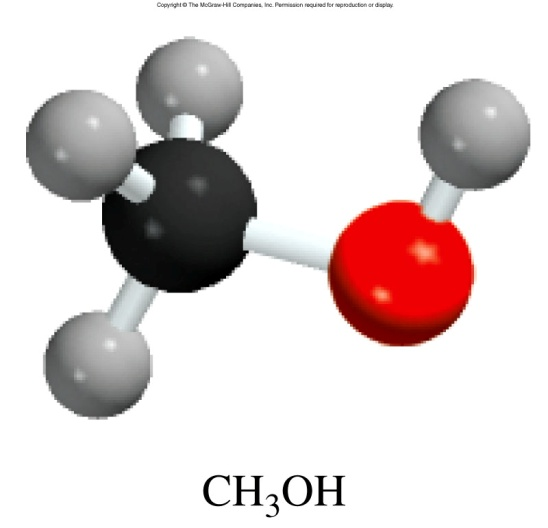 Copyright © The McGraw-Hill Companies, Inc. Permission required for reproduction or display.
CH₃OH